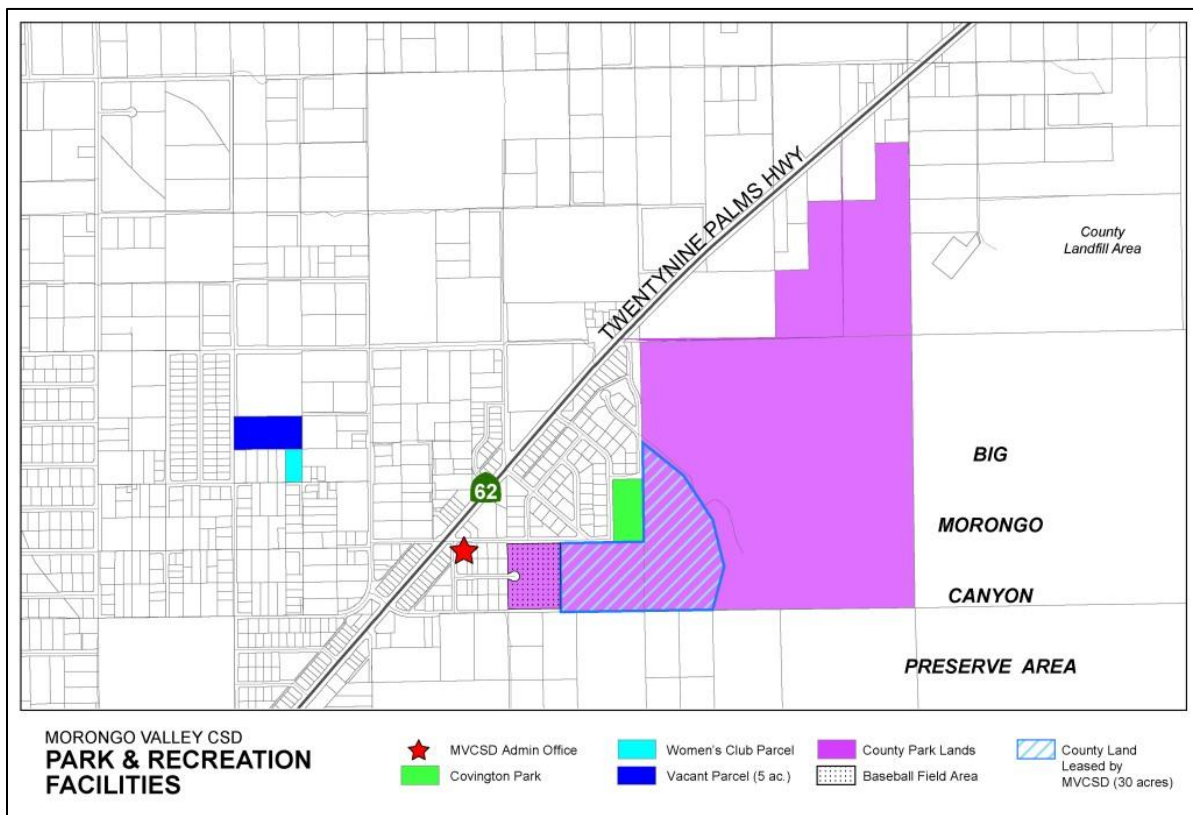 TWENTYNINE PALMS HWY
County
Landfill Area
62
BIG
MORONGO
CANYON
PRESERVE AREA
MORONGO VALLEY CSD
PARK & RECREATION
FACILITIES
MVCSD Admin Office
Covington Park
Women's Club Parcel
Vacant Parcel (5 ac.)
County Park Lands
Baseball Field Area
County Land
Leased by
MVCSD (30 acres)